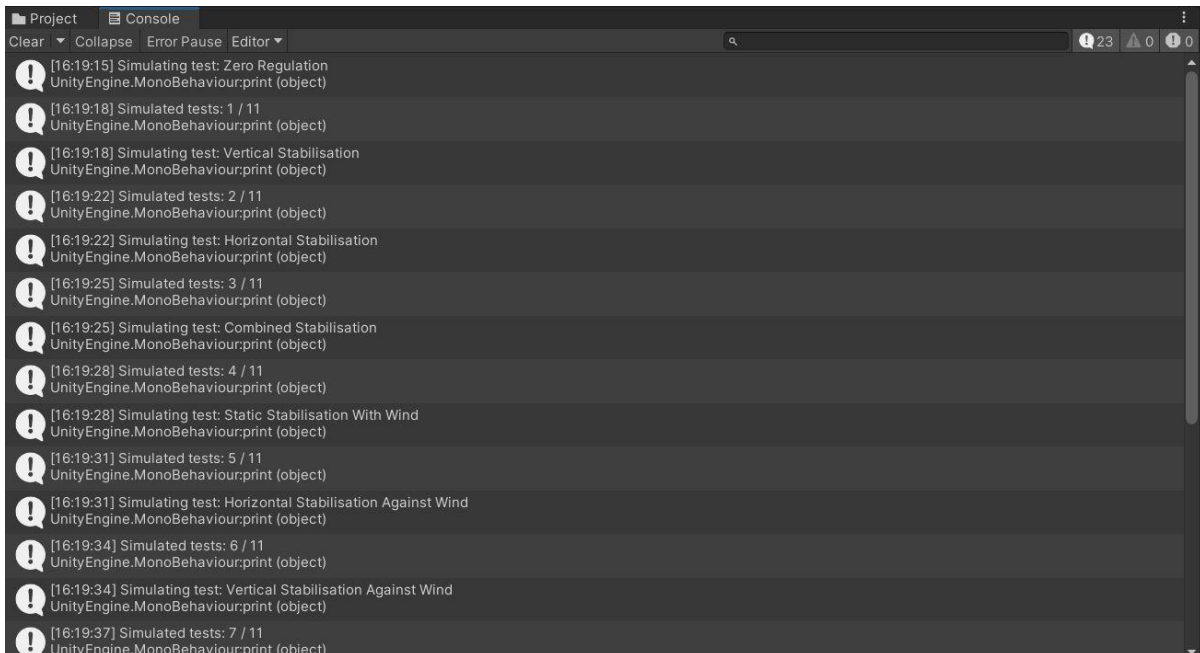 Project Console
Clear Collapse Error Pause Editor 23 0 0
[16:19:15] Simulating test: Zero Regulation
UnityEngine.MonoBehaviour:print (object)
[16:19:18] Simulated tests: 1 / 11
UnityEngine.MonoBehaviour:print (object)
[16:19:18] Simulating test: Vertical Stabilisation
UnityEngine.MonoBehaviour:print (object)
[16:19:22] Simulated tests: 2 / 11
UnityEngine.MonoBehaviour:print (object)
[16:19:22] Simulating test: Horizontal Stabilisation
UnityEngine.MonoBehaviour:print (object)
[16:19:25] Simulated tests: 3 / 11
UnityEngine.MonoBehaviour:print (object)
[16:19:25] Simulating test: Combined Stabilisation
UnityEngine.MonoBehaviour:print (object)
[16:19:28] Simulated tests: 4 / 11
UnityEngine.MonoBehaviour:print (object)
[16:19:28] Simulating test: Static Stabilisation With Wind
UnityEngine.MonoBehaviour:print (object)
[16:19:31] Simulated tests: 5 / 11
UnityEngine.MonoBehaviour:print (object)
[16:19:31] Simulating test: Horizontal Stabilisation Against Wind
UnityEngine.MonoBehaviour:print (object)
[16:19:34] Simulated tests: 6 / 11
UnityEngine.MonoBehaviour:print (object)
[16:19:34] Simulating test: Vertical Stabilisation Against Wind
UnityEngine.MonoBehaviour:print (object)
[16:19:37] Simulated tests: 7 / 11
UnityEngine.MonoBehaviour:print (object)